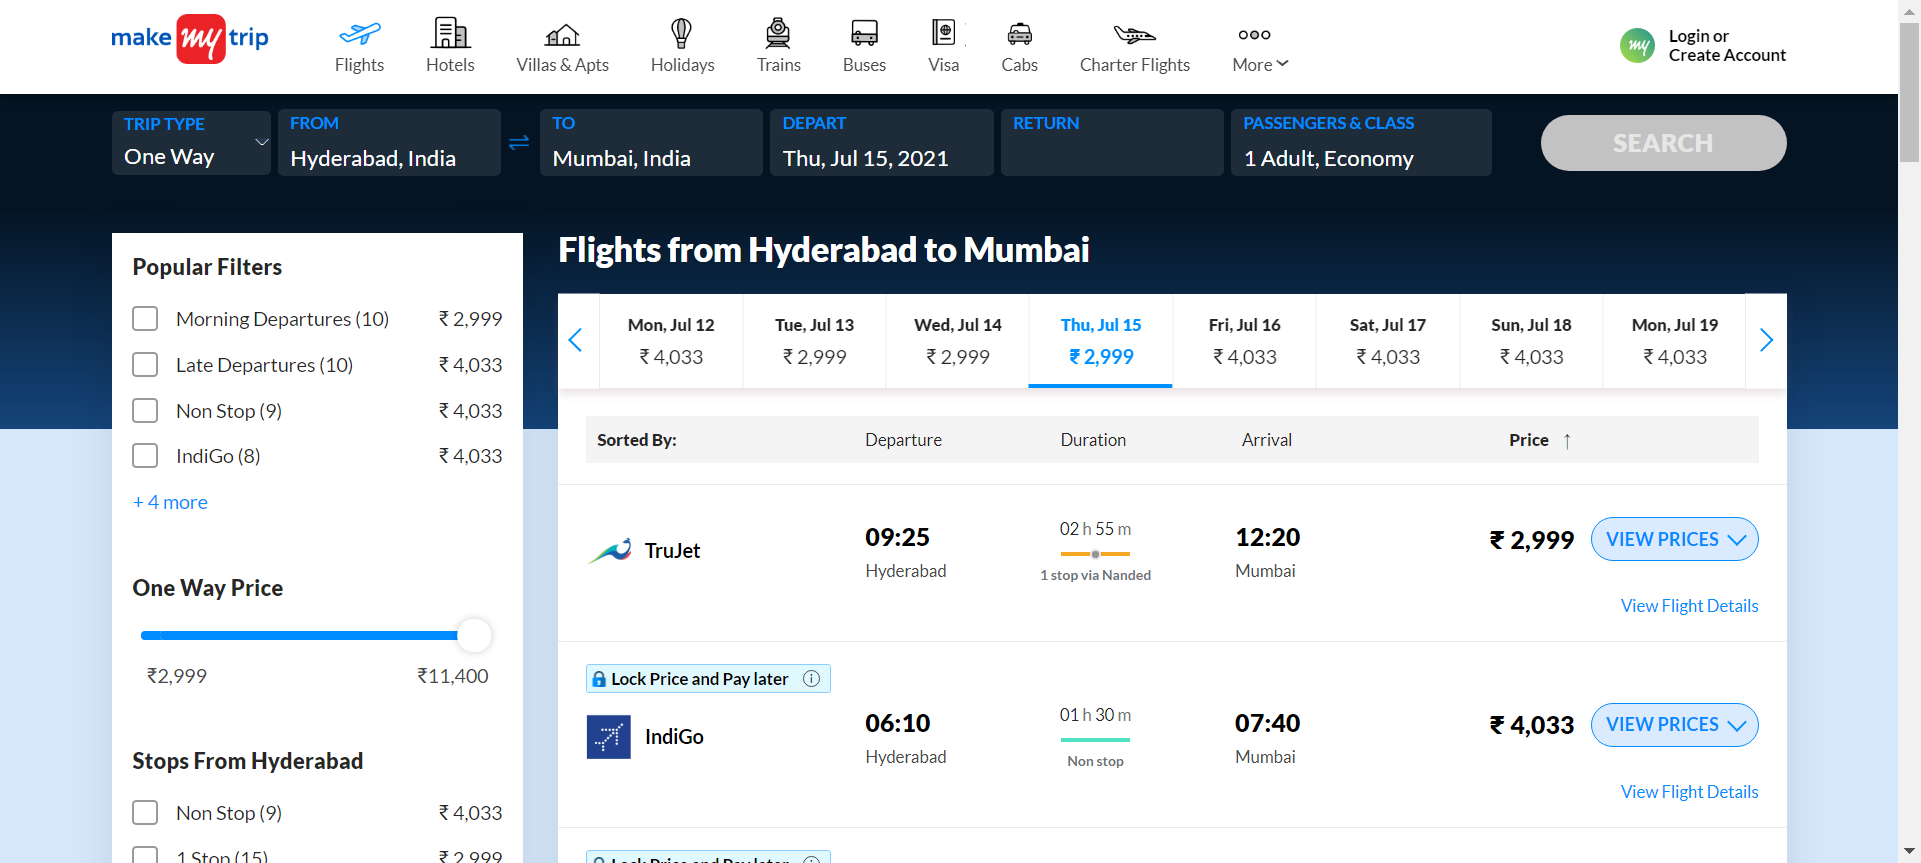 make my trip
Flights
Hotels
Villas & Apts
Holidays
Trains
Buses
Visa
Cabs
Charter Flights
More
my
Login or
Create Account
TRIP TYPE
One Way
FROM
Hyderabad, India
TO
Mumbai, India
DEPART
Thu, Jul 15, 2021
RETURN
PASSENGERS & CLASS
1 Adult, Economy
SEARCH
Popular Filters
Morning Departures (10) ₹ 2,999
Late Departures (10) ₹ 4,033
Non Stop (9) ₹ 4,033
IndiGo (8) ₹ 4,033
+ 4 more
One Way Price
₹2,999 ₹11,400
Stops From Hyderabad
Non Stop (9) ₹ 4,033
1 Stop (15) ₹ 2,999
Flights from Hyderabad to Mumbai
Mon, Jul 12
₹ 4,033
Tue, Jul 13
₹ 2,999
Wed, Jul 14
₹ 2,999
Thu, Jul 15
₹ 2,999
Fri, Jul 16
₹ 4,033
Sat, Jul 17
₹ 4,033
Sun, Jul 18
₹ 4,033
Mon, Jul 19
₹ 4,033
Sorted By: Departure Duration Arrival Price ↑
TruJet
09:25
Hyderabad
02 h 55 m
1 stop via Nanded
12:20
Mumbai
₹ 2,999
VIEW PRICES
View Flight Details
Lock Price and Pay later
IndiGo
06:10
Hyderabad
01 h 30 m
Non stop
07:40
Mumbai
₹ 4,033
VIEW PRICES
View Flight Details
Lock Price and Pay later